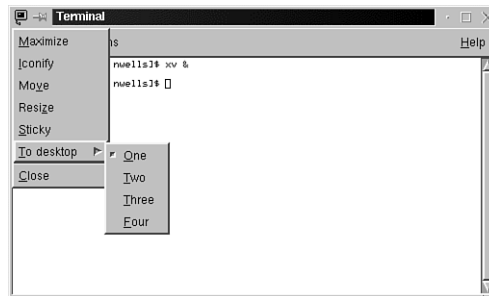 Terminal
Maximize
ns
Help
Iconify
nwells]$ xv &
Move
nwells]$
Resize
Sticky
To desktop
One
Close
Two
Three
Four